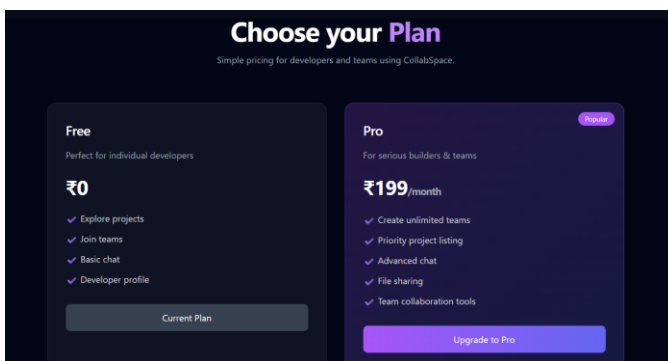 Choose your Plan
Simple pricing for developers and teams using CollabSpace.
Free
Perfect for individual developers
₹0
Explore projects
Join teams
Basic chat
Developer profile
Current Plan
Popular
Pro
For serious builders & teams
₹199/month
Create unlimited teams
Priority project listing
Advanced chat
File sharing
Team collaboration tools
Upgrade to Pro